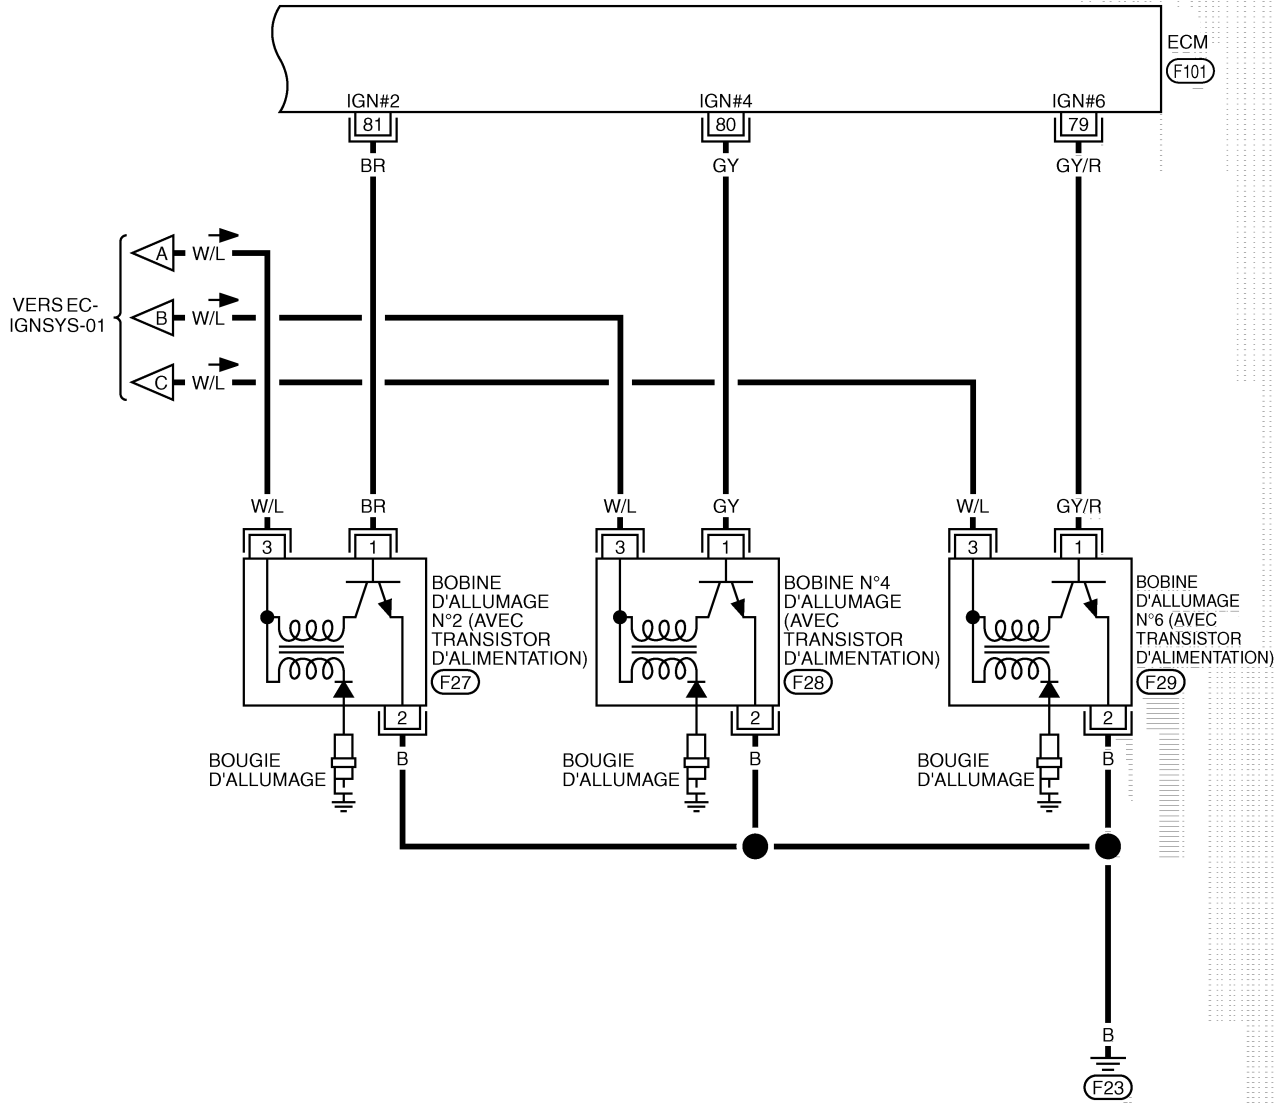 ECM
F101
IGN#2
IGN#4
IGN#6
81
80
79
BR
GY
GY/R
A
W/L
B
W/L
C
W/L
VERS EC-
IGNSYS-01
W/L
BR
W/L
GY
W/L
GY/R
3
1
3
1
3
1
BOBINE
D'ALLUMAGE
N°2 (AVEC
TRANSISTOR
D'ALIMENTATION)
F27
BOBINE N°4
D'ALLUMAGE
(AVEC
TRANSISTOR
D'ALIMENTATION)
F28
BOBINE
D'ALLUMAGE
N°6 (AVEC
TRANSISTOR
D'ALIMENTATION)
F29
2
2
2
BOUGIE
D'ALLUMAGE
B
BOUGIE
D'ALLUMAGE
B
BOUGIE
D'ALLUMAGE
B
B
F23